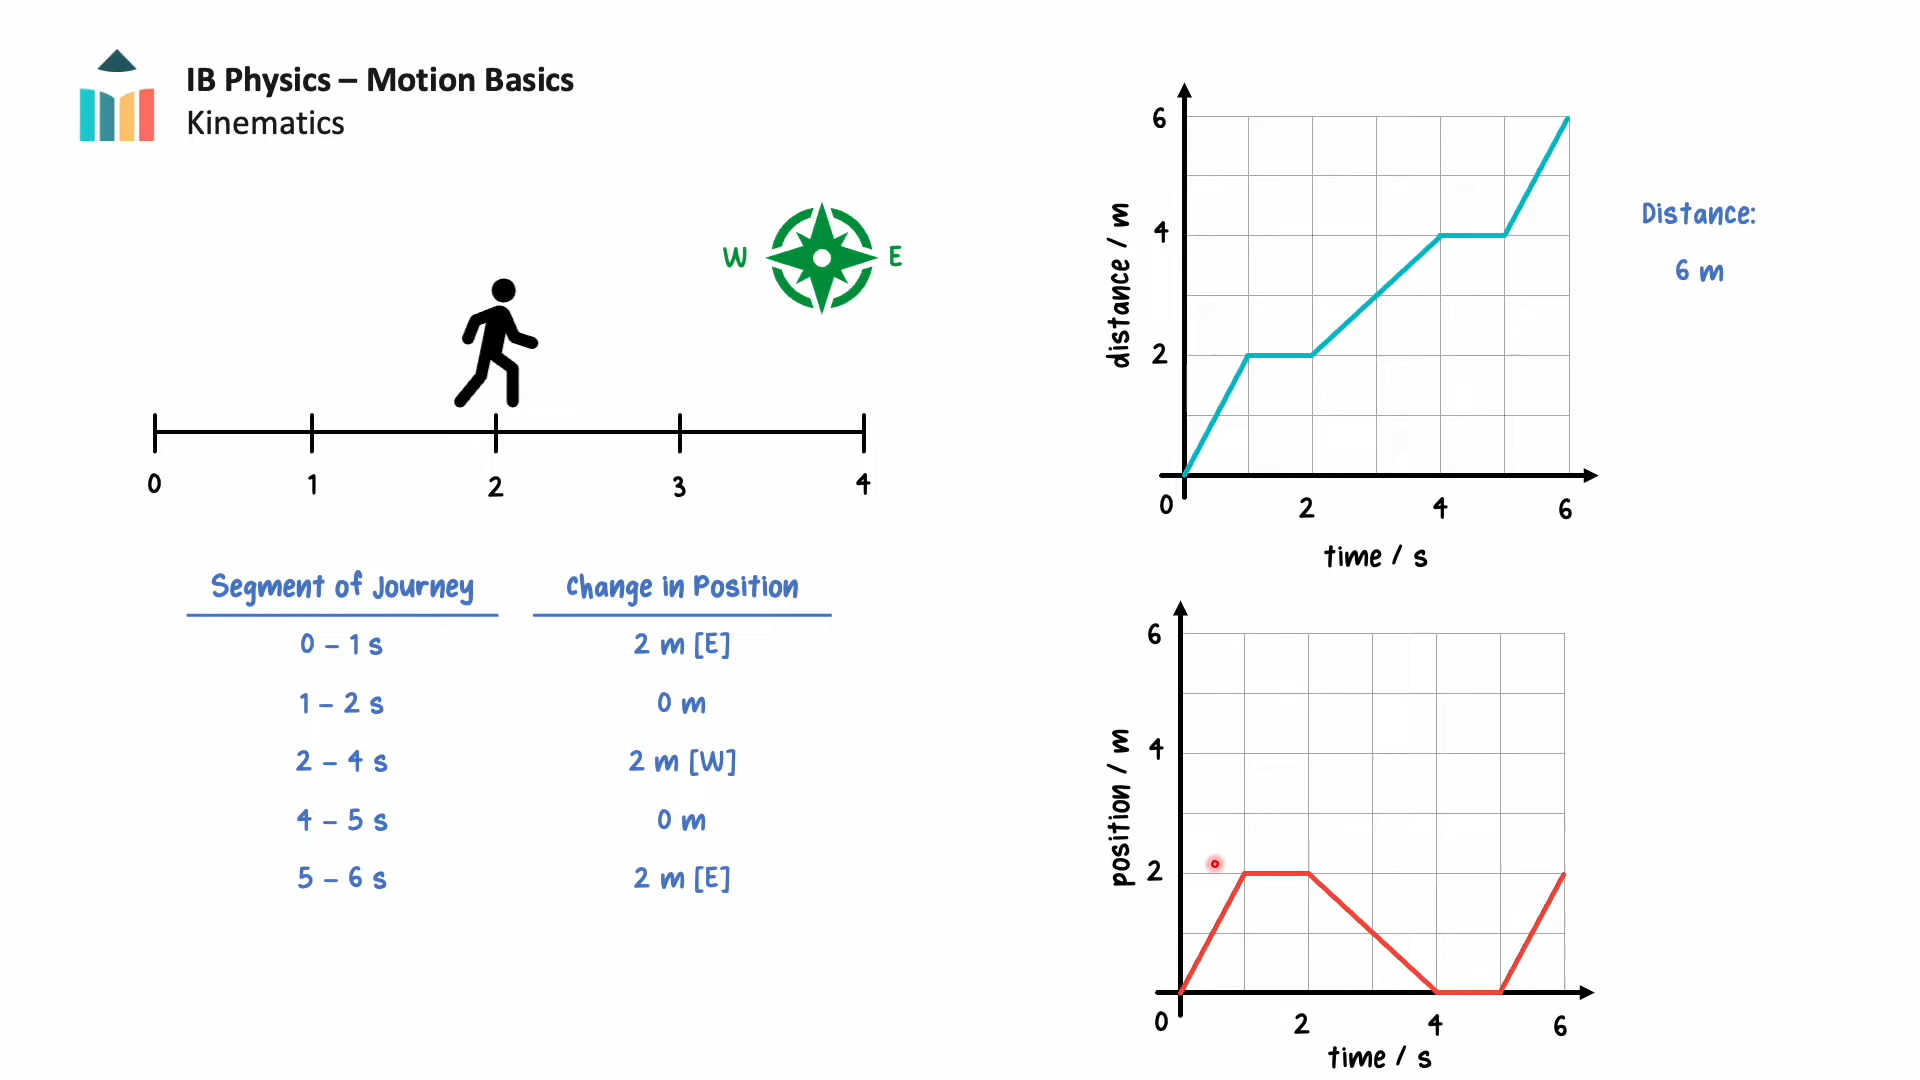 IB Physics – Motion Basics
Kinematics
W E
0 1 2 3 4
Segment of Journey Change in Position
0 – 1 s 2 m [E]
1 – 2 s 0 m
2 – 4 s 2 m [W]
4 – 5 s 0 m
5 – 6 s 2 m [E]
6
4
2
0 2 4 6
distance / m
time / s
Distance:
6 m
6
4
2
0 2 4 6
position / m
time / s